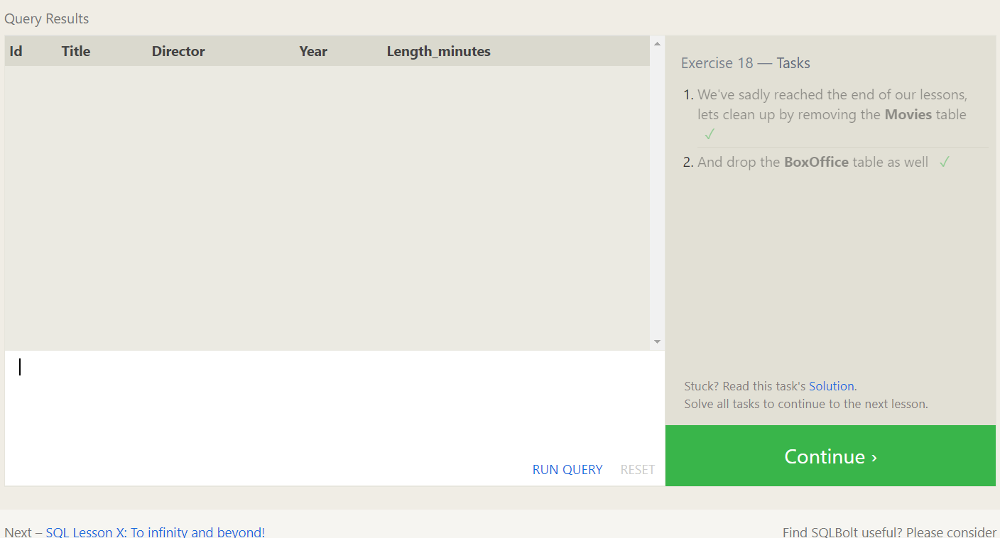 Query Results
Id Title Director Year Length_minutes
Exercise 18 — Tasks
1. We've sadly reached the end of our lessons,
lets clean up by removing the Movies table
✓
2. And drop the BoxOffice table as well ✓
Stuck? Read this task's Solution.
Solve all tasks to continue to the next lesson.
RUN QUERY RESET
Continue ›
Next – SQL Lesson X: To infinity and beyond!
Find SQLBolt useful? Please consider